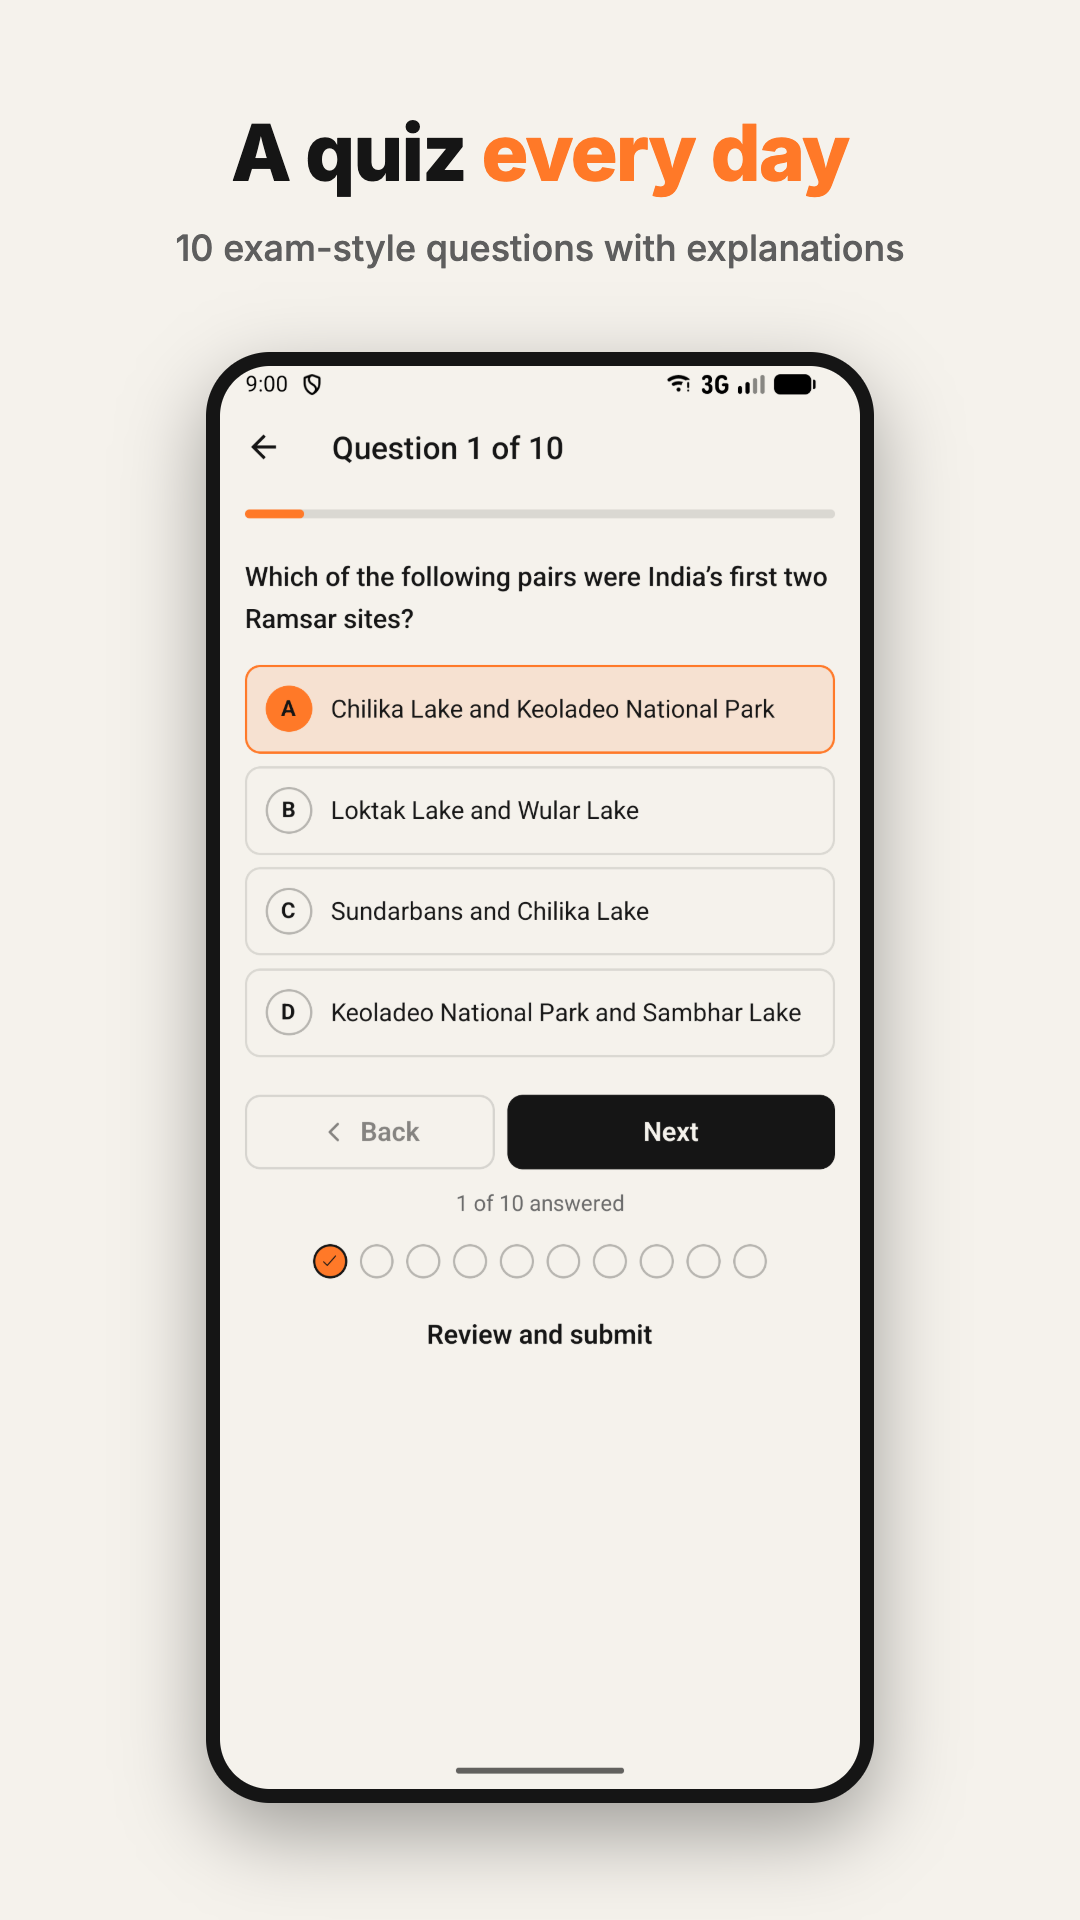 A quiz every day
10 exam-style questions with explanations
9:00 3G
Question 1 of 10
Which of the following pairs were India’s first two
Ramsar sites?
A Chilika Lake and Keoladeo National Park
B Loktak Lake and Wular Lake
C Sundarbans and Chilika Lake
D Keoladeo National Park and Sambhar Lake
Back Next
1 of 10 answered
Review and submit